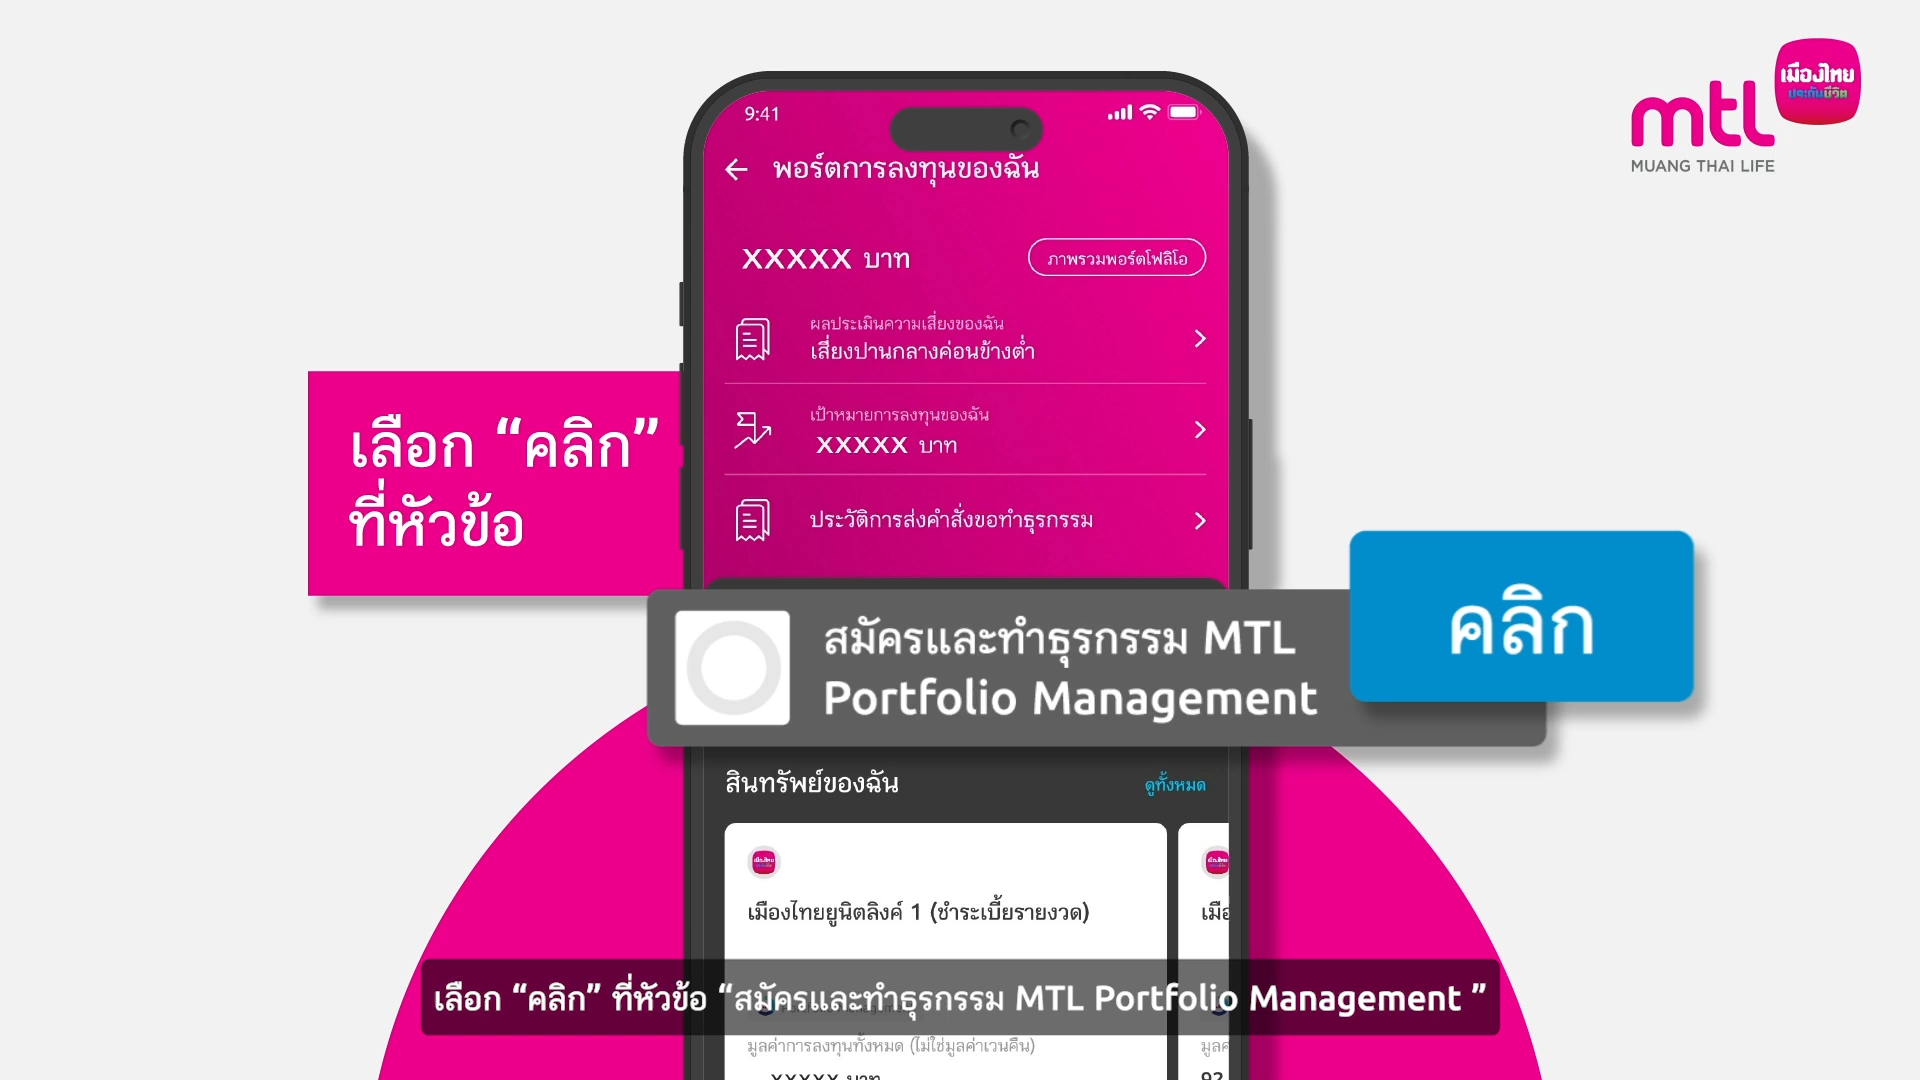 เมืองไทย
ประกันชีวิต
mtl
MUANG THAI LIFE
9:41
พอร์ตการลงทุนของฉัน
XXXXX บาท
ภาพรวมพอร์ตโฟลิโอ
ผลประเมินความเสี่ยงของฉัน
เสี่ยงปานกลางค่อนข้างต่ำ
เป้าหมายการลงทุนของฉัน
XXXXX บาท
ประวัติการส่งคำสั่งขอทำธุรกรรม
เลือก “คลิก”
ที่หัวข้อ
สมัครและทำธุรกรรม MTL
Portfolio Management
คลิก
สินทรัพย์ของฉัน
ดูทั้งหมด
เมืองไทยยูนิตลิงค์ 1 (ชำระเบี้ยรายงวด)
เมือ
เลือก “คลิก” ที่หัวข้อ “สมัครและทำธุรกรรม MTL Portfolio Management ”
มูลค่าการลงทุนทั้งหมด (ไม่ใช่มูลค่าเวนคืน)
มูลค
XXXXX บาท
92